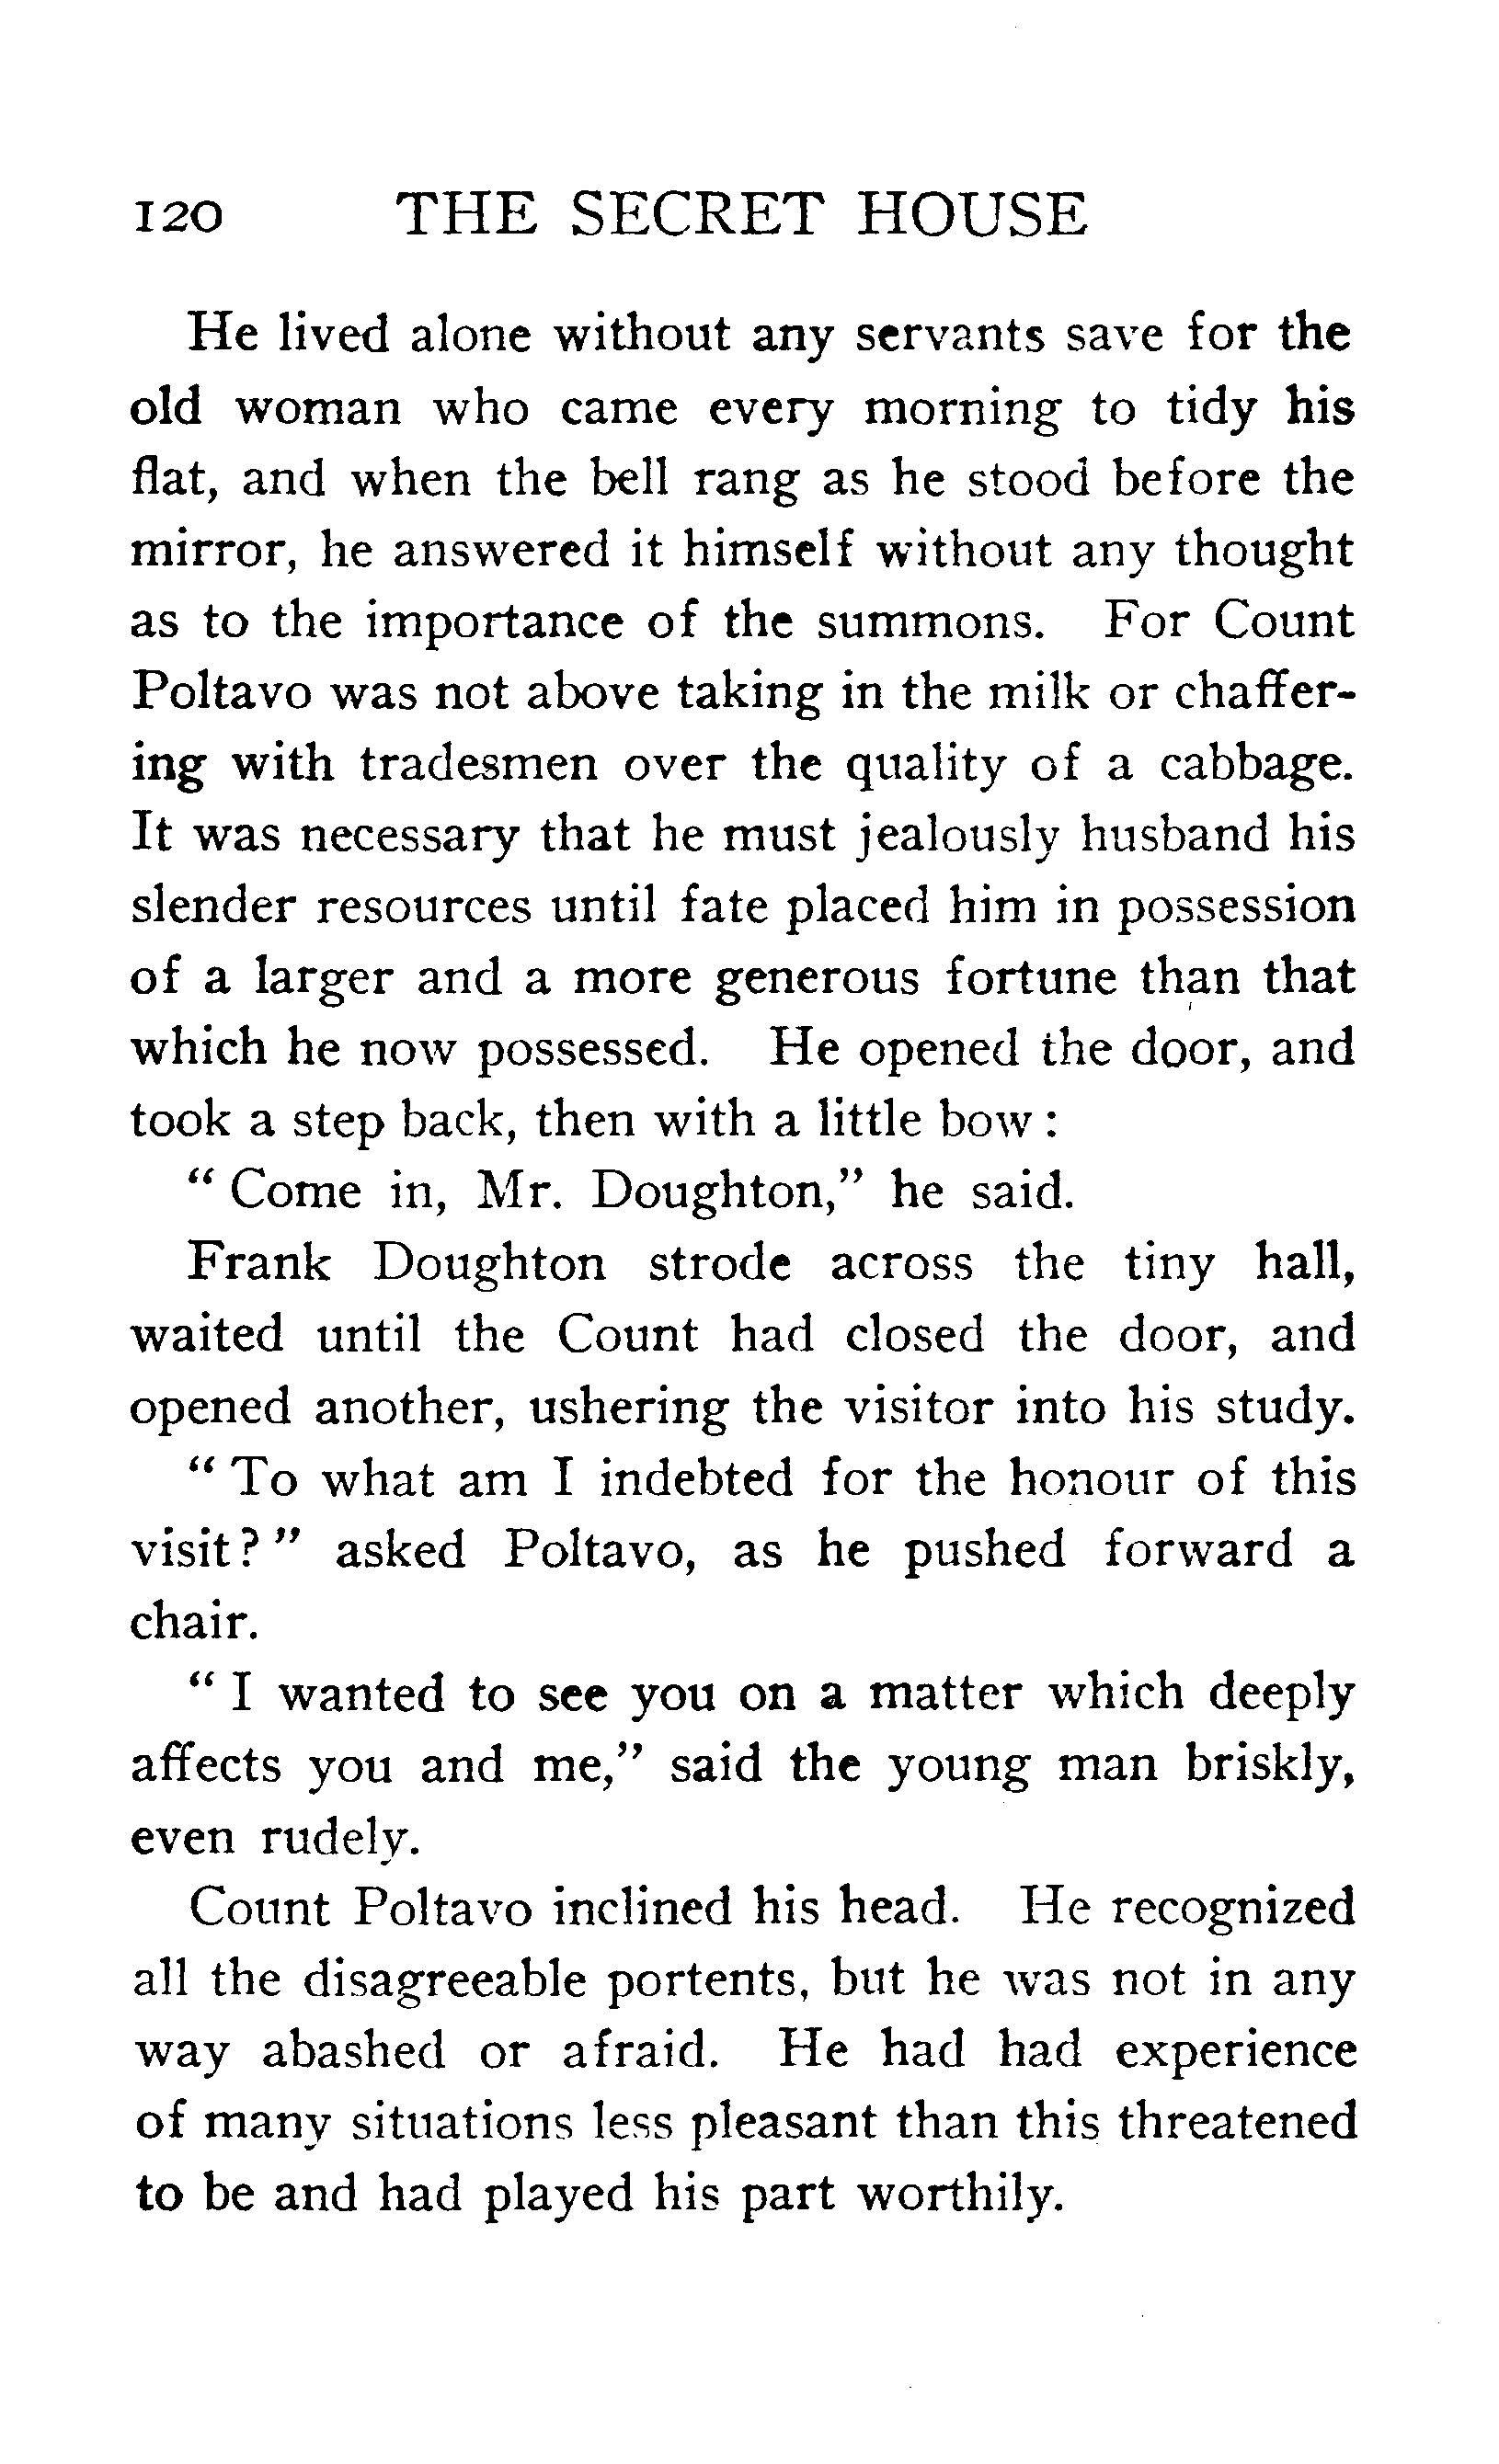 120 THE SECRET HOUSE
He lived alone without any servants save for the
old woman who came every morning to tidy his
flat, and when the bell rang as he stood before the
mirror, he answered it himself without any thought
as to the importance of the summons. For Count
Poltavo was not above taking in the milk or chaffer-
ing with tradesmen over the quality of a cabbage.
It was necessary that he must jealously husband his
slender resources until fate placed him in possession
of a larger and a more generous fortune than that
which he now possessed. He opened the door, and
took a step back, then with a little bow :
“ Come in, Mr. Doughton,” he said.
Frank Doughton strode across the tiny hall,
waited until the Count had closed the door, and
opened another, ushering the visitor into his study.
“ To what am I indebted for the honour of this
visit ? ” asked Poltavo, as he pushed forward a
chair.
“ I wanted to see you on a matter which deeply
affects you and me,” said the young man briskly,
even rudely.
Count Poltavo inclined his head. He recognized
all the disagreeable portents, but he was not in any
way abashed or afraid. He had had experience
of many situations less pleasant than this threatened
to be and had played his part worthily.